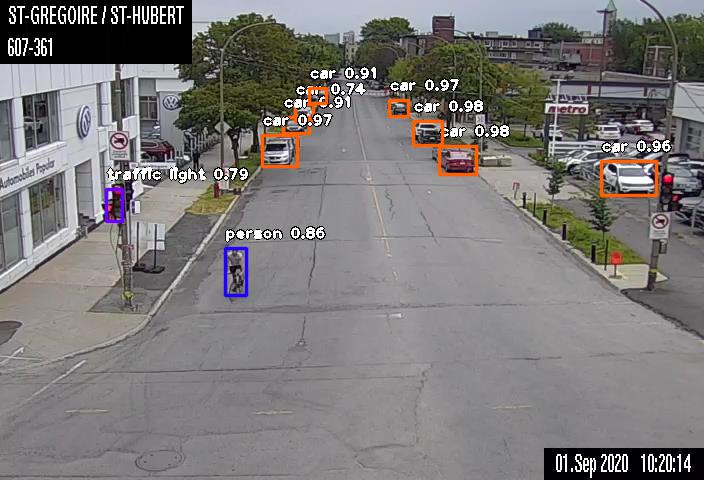 ST-GREGOIRE / ST-HUBERT
607-361
car 0.91
car 0.74
car 0.91
car 0.97
car 0.97
car 0.98
car 0.98
car 0.96
traffic light 0.79
person 0.86
metro
Automobiles Popular
01.Sep 2020 10:20:14